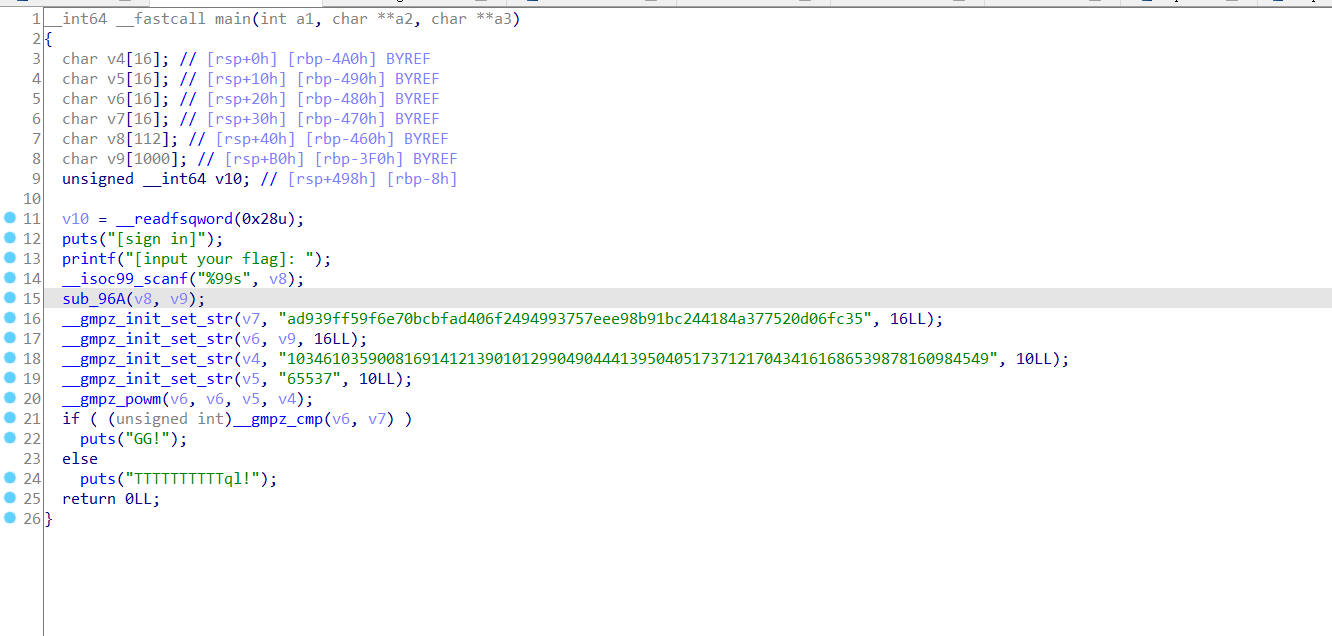 1 __int64 __fastcall main(int a1, char **a2, char **a3)
2 {
3 char v4[16]; // [rsp+0h] [rbp-4A0h] BYREF
4 char v5[16]; // [rsp+10h] [rbp-490h] BYREF
5 char v6[16]; // [rsp+20h] [rbp-480h] BYREF
6 char v7[16]; // [rsp+30h] [rbp-470h] BYREF
7 char v8[112]; // [rsp+40h] [rbp-460h] BYREF
8 char v9[1000]; // [rsp+B0h] [rbp-3F0h] BYREF
9 unsigned __int64 v10; // [rsp+498h] [rbp-8h]
10
11 v10 = __readfsqword(0x28u);
12 puts("[sign in]");
13 printf("[input your flag]: ");
14 __isoc99_scanf("%99s", v8);
15 sub_96A(v8, v9);
16 __gmpz_init_set_str(v7, "ad939ff59f6e70bcbfad406f2494993757eee98b91bc244184a377520d06fc35", 16LL);
17 __gmpz_init_set_str(v6, v9, 16LL);
18 __gmpz_init_set_str(v4, "103461035900816914121390101299049044413950405173712170434161686539878160984549", 10LL);
19 __gmpz_init_set_str(v5, "65537", 10LL);
20 __gmpz_powm(v6, v6, v5, v4);
21 if ( (unsigned int)__gmpz_cmp(v6, v7) )
22 puts("GG!");
23 else
24 puts("TTTTTTTTTTql!");
25 return 0LL;
26 }